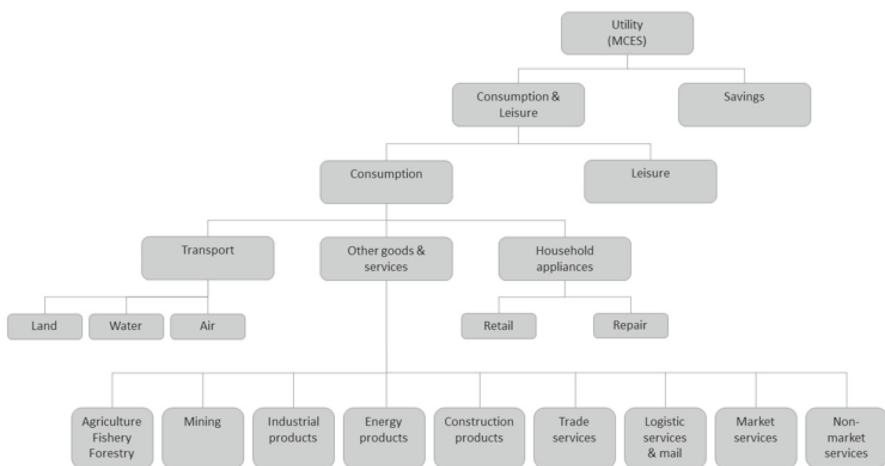 Utility
(MCES)
Consumption &
Leisure
Savings
Consumption
Leisure
Transport
Other goods &
services
Household
appliances
Land
Water
Air
Retail
Repair
Agriculture
Fishery
Forestry
Mining
Industrial
products
Energy
products
Construction
products
Trade
services
Logistic
services
& mail
Market
services
Non-
market
services